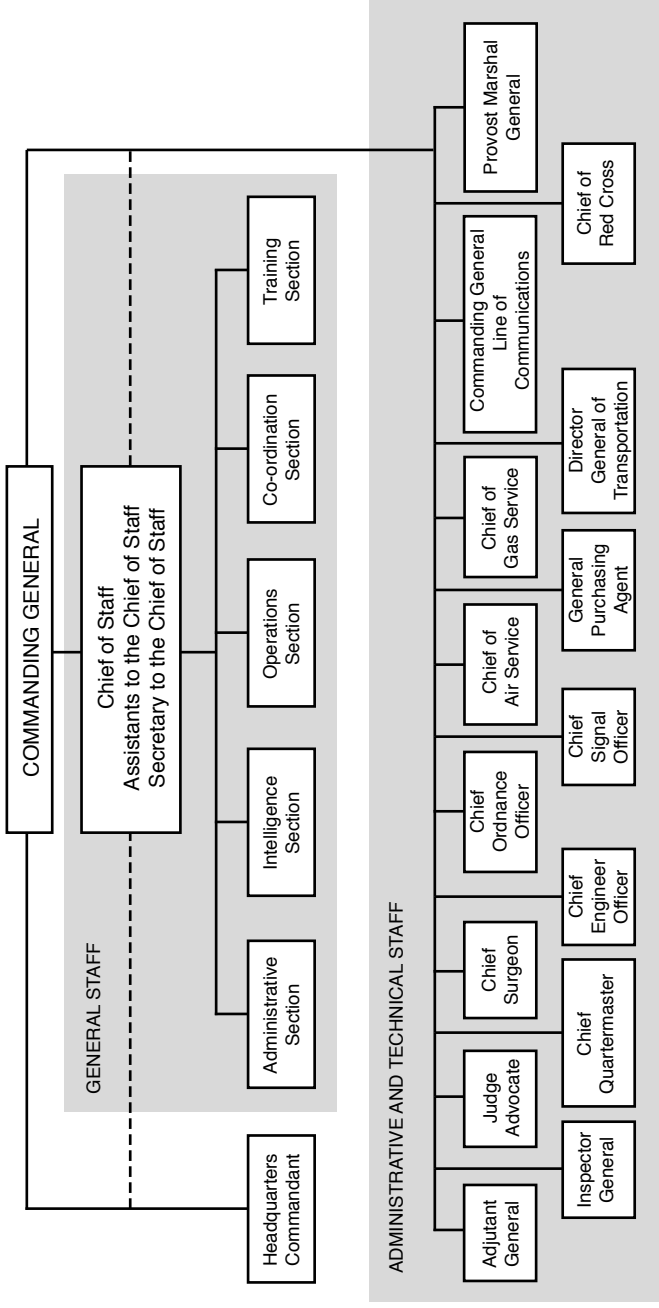 COMMANDING GENERAL
Chief of Staff
Assistants to the Chief of Staff
Secretary to the Chief of Staff
GENERAL STAFF
Headquarters
Commandant
Administrative
Section
Intelligence
Section
Operations
Section
Co-ordination
Section
Training
Section
ADMINISTRATIVE AND TECHNICAL STAFF
Adjutant
General
Judge
Advocate
Chief
Surgeon
Chief
Ordnance
Officer
Chief of
Air Service
Chief of
Gas Service
Commanding General
Line of
Communications
Provost Marshal
General
Inspector
General
Chief
Quartermaster
Chief
Engineer
Officer
Chief
Signal
Officer
General
Purchasing
Agent
Director
General of
Transportation
Chief of
Red Cross